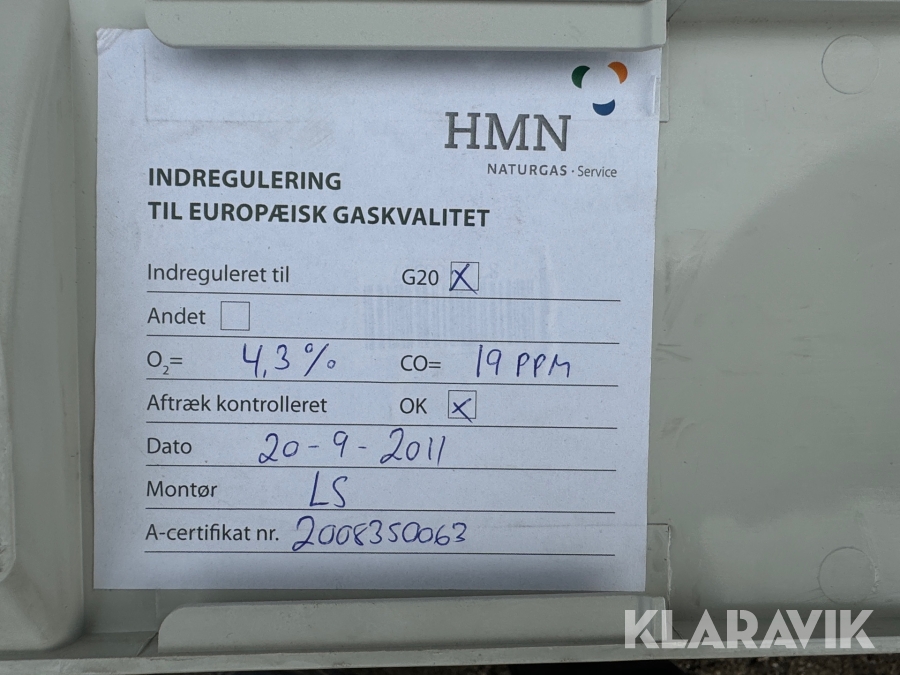 HMN
NATURGAS · Service
INDREGULERING
TIL EUROPÆISK GASKVALITET
Indreguleret til G20 X
Andet
O₂= 4,3 % CO= 19 PPM
Aftræk kontrolleret OK X
Dato 20-9-2011
Montør LS
A-certifikat nr. 2008350063
KLARAVIK